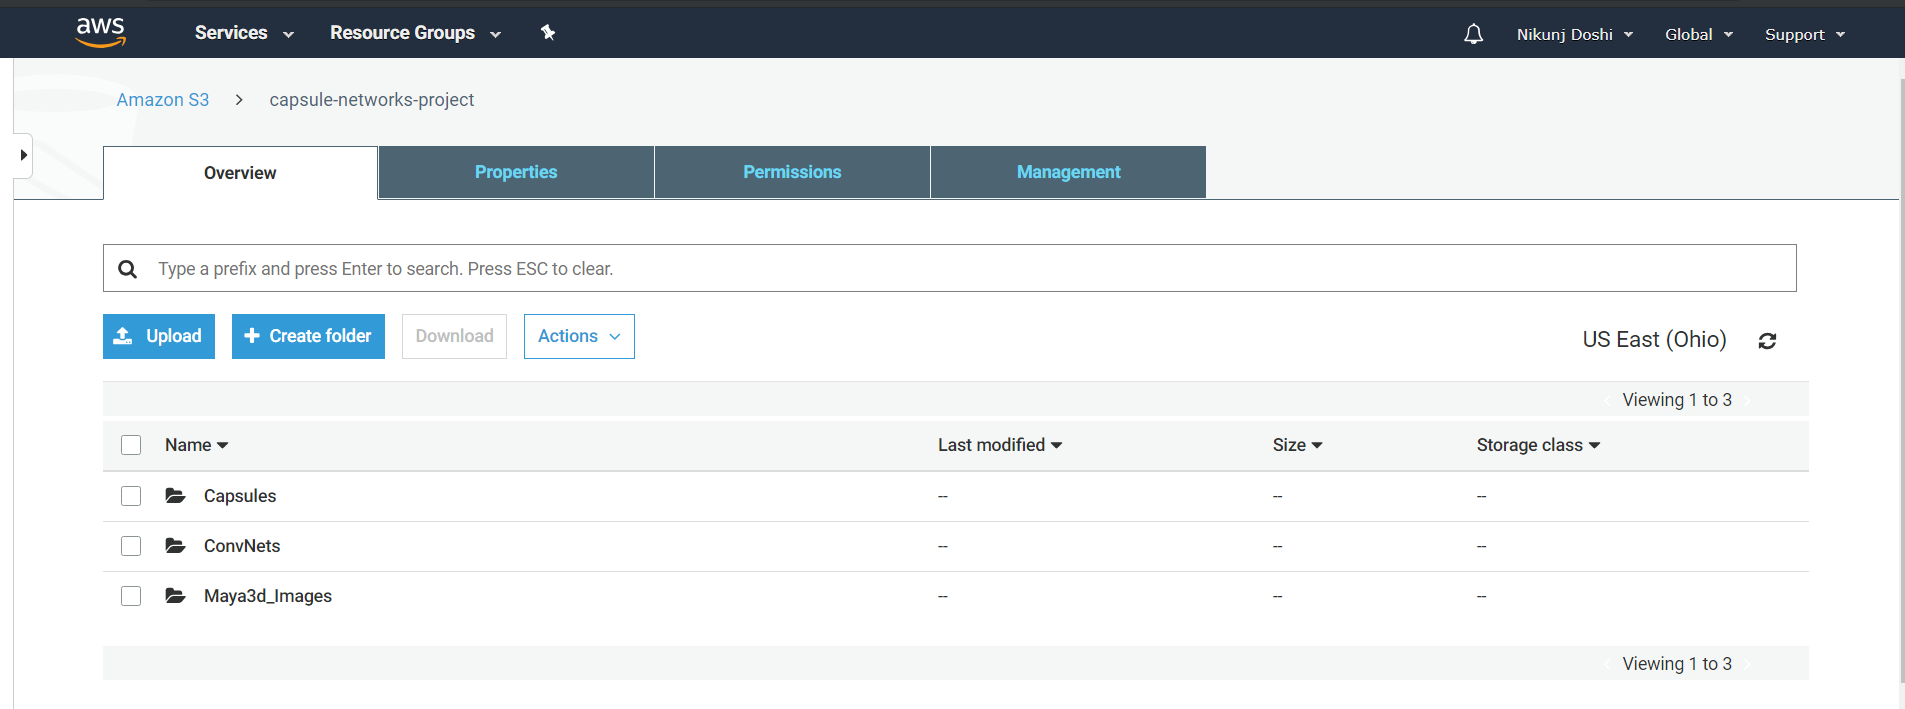 aws Services Resource Groups Nikunj Doshi Global Support
Amazon S3 > capsule-networks-project
Overview Properties Permissions Management
Type a prefix and press Enter to search. Press ESC to clear.
Upload + Create folder Download Actions US East (Ohio)
Viewing 1 to 3
Name Last modified Size Storage class
Capsules -- -- --
ConvNets -- -- --
Maya3d_Images -- -- --
Viewing 1 to 3